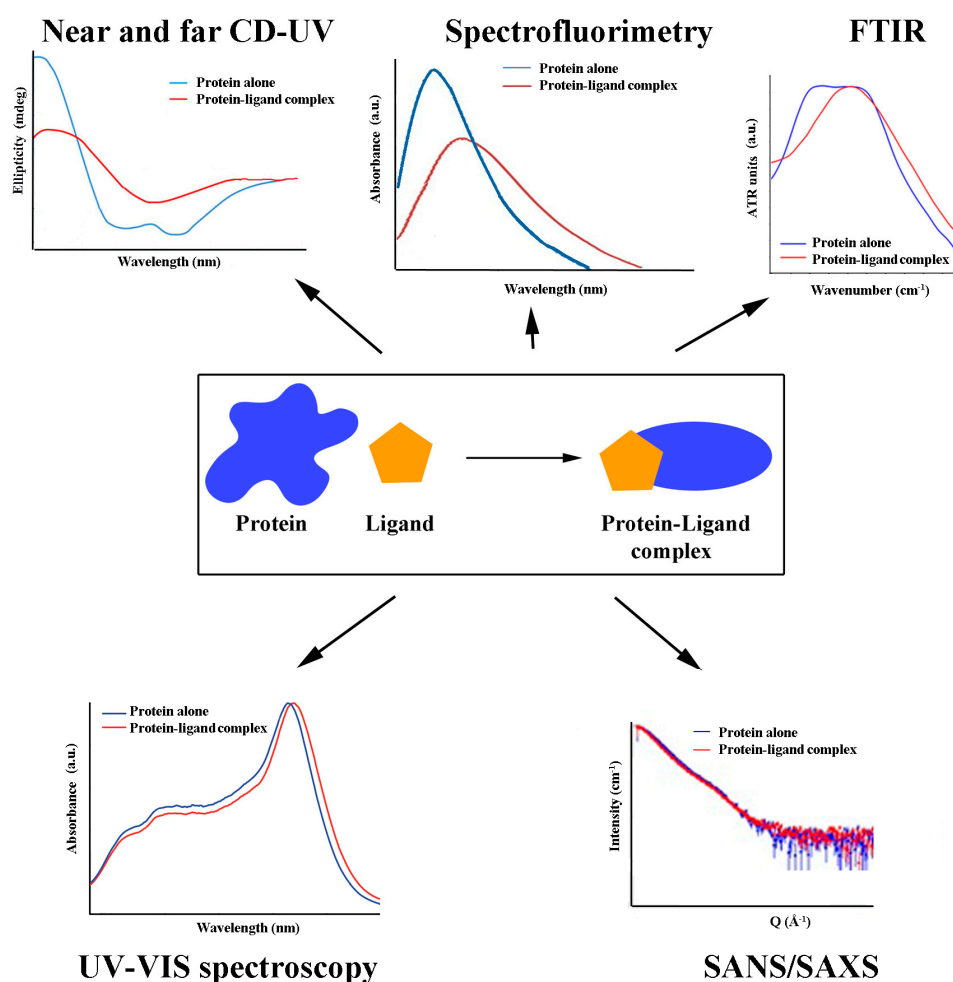 Near and far CD-UV
Protein alone
Protein-ligand complex
Ellipticity (mdeg)
Wavelength (nm)
Spectrofluorimetry
Protein alone
Protein-ligand complex
Absorbance (a.u.)
Wavelength (nm)
FTIR
ATR units (a.u.)
Protein alone
Protein-ligand complex
Wavenumber (cm⁻¹)
Protein
Ligand
Protein-Ligand
complex
Protein alone
Protein-ligand complex
Absorbance (a.u.)
Wavelength (nm)
UV-VIS spectroscopy
Protein alone
Protein-ligand complex
Intensity (cm⁻¹)
Q (Å⁻¹)
SANS/SAXS